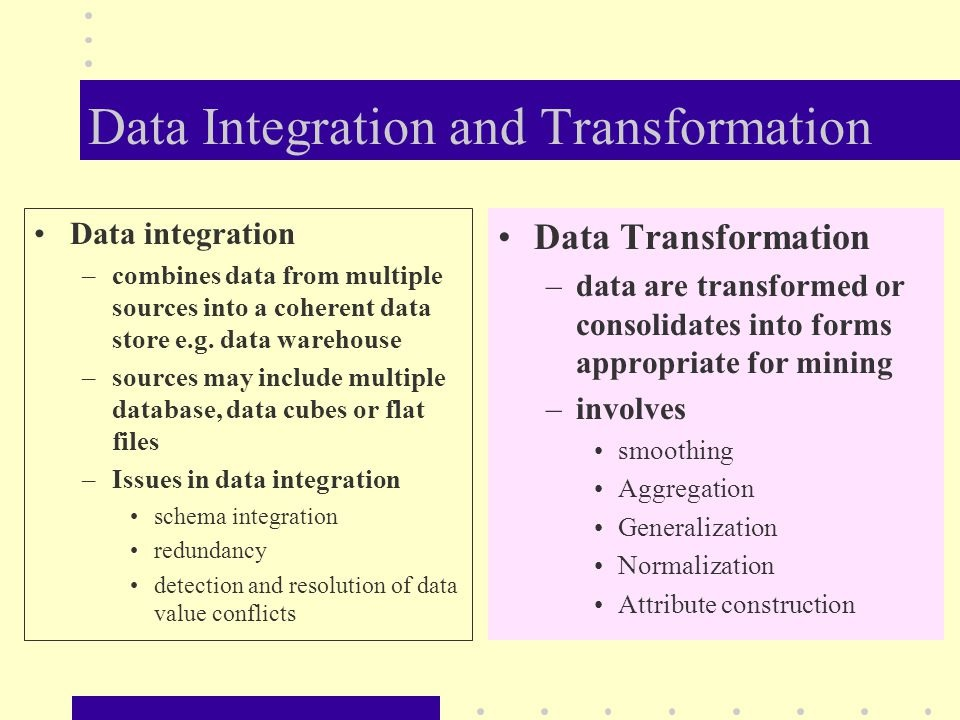 Data Integration and Transformation
• Data integration
– combines data from multiple
sources into a coherent data
store e.g. data warehouse
– sources may include multiple
database, data cubes or flat
files
– Issues in data integration
• schema integration
• redundancy
• detection and resolution of data
value conflicts
• Data Transformation
– data are transformed or
consolidates into forms
appropriate for mining
– involves
• smoothing
• Aggregation
• Generalization
• Normalization
• Attribute construction